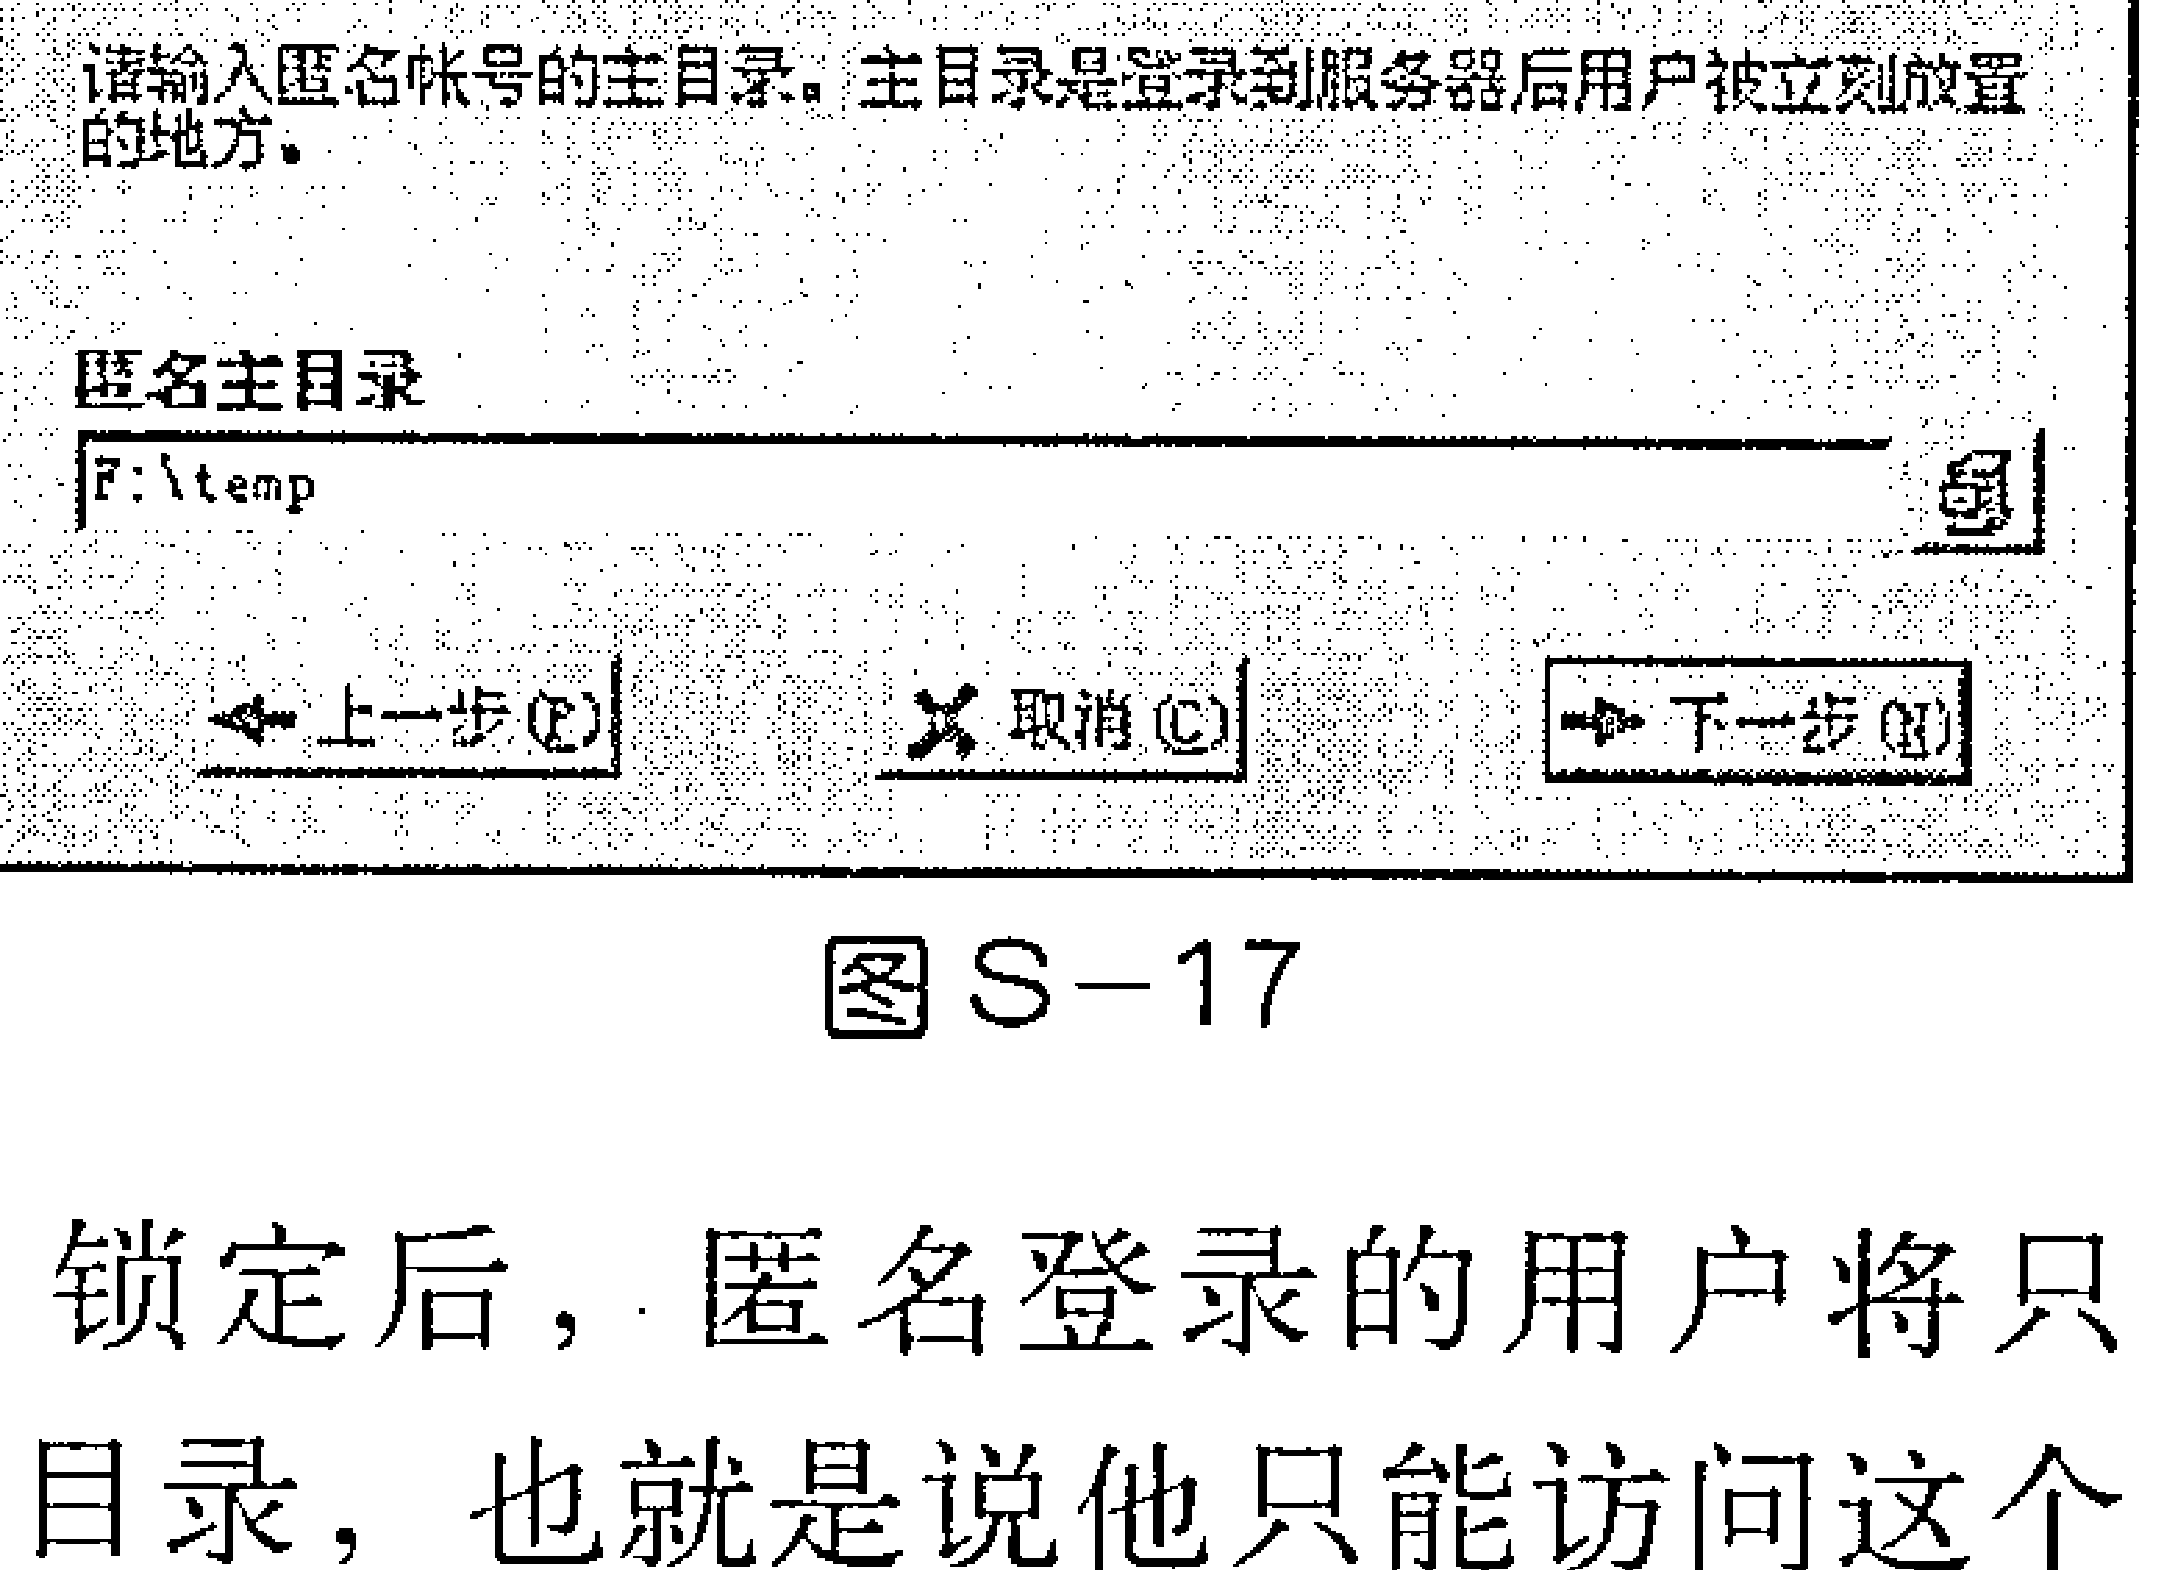 请输入匿名帐号的主目录。主目录是登录到服务器后用户被立刻放置
的地方。
匿名主目录
F:\temp
上一步(P) 取消(C) 下一步(N)
图 S-17
锁定后，匿名登录的用户将只
目录，也就是说他只能访问这个